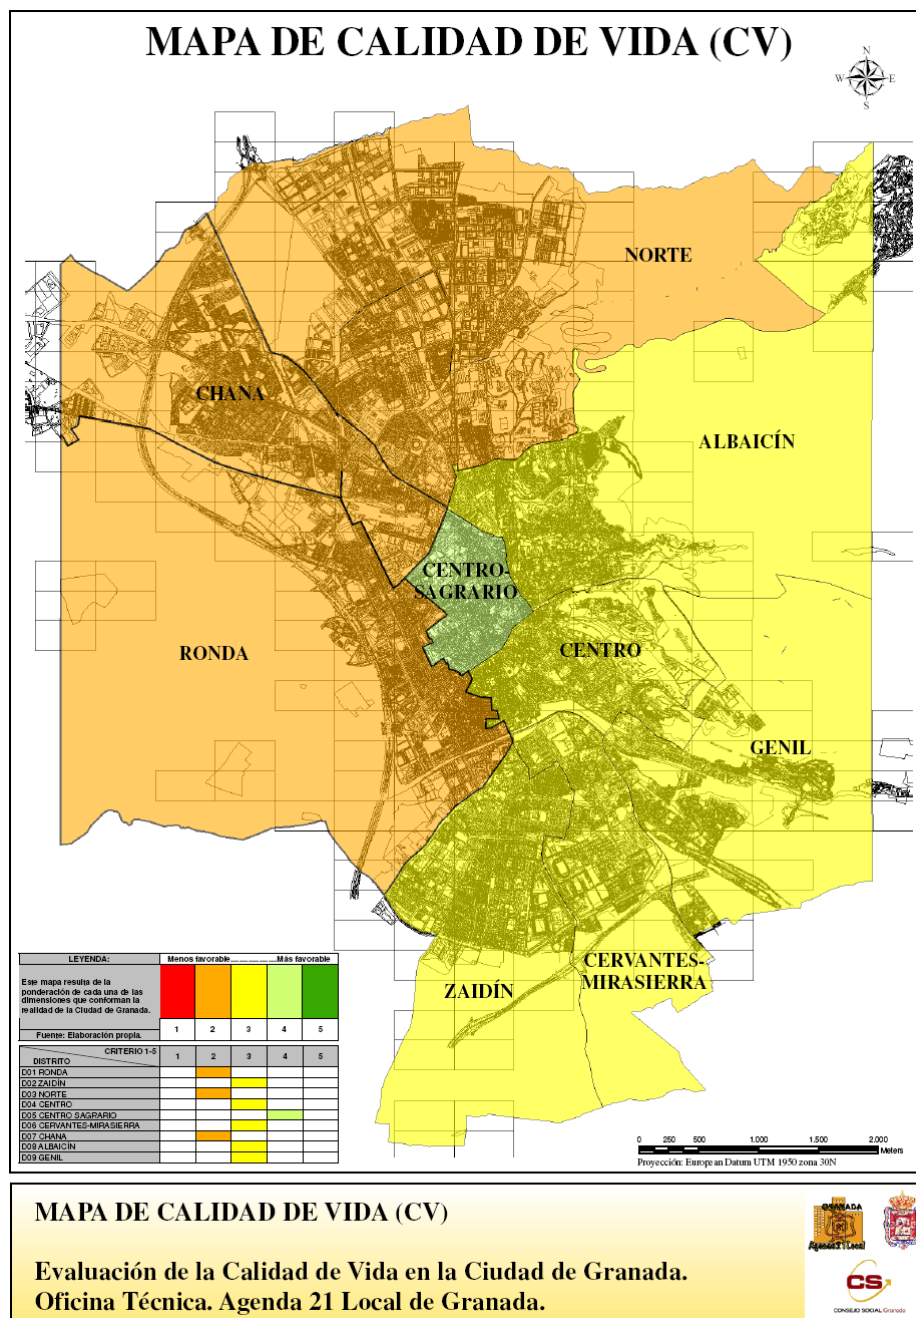 MAPA DE CALIDAD DE VIDA (CV)
N
W E
S
NORTE
CHANA
ALBAICÍN
CENTRO-
SAGRARIO
RONDA
CENTRO
GENIL
CERVANTES-
MIRASIERRA
ZAIDÍN
LEYENDA:
Menos favorable Más favorable
Este mapa resulta de la
ponderación de cada una de las
dimensiones que conforman la
realidad de la Ciudad de Granada.
Fuente: Elaboración propia.
1 2 3 4 5
CRITERIO 1-5
DISTRITO
1 2 3 4 5
D01 RONDA
D02 ZAIDÍN
D03 NORTE
D04 CENTRO
D05 CENTRO SAGRARIO
D06 CERVANTES-MIRASIERRA
D07 CHANA
D08 ALBAICÍN
D09 GENIL
0 250 500 1.000 1.500 2.000
Meters
Proyección: European Datum UTM 1950 zona 30N
MAPA DE CALIDAD DE VIDA (CV)
Evaluación de la Calidad de Vida en la Ciudad de Granada.
Oficina Técnica. Agenda 21 Local de Granada.
GRANADA
Agenda 21 Local
CS
CONSEJO SOCIAL Granada